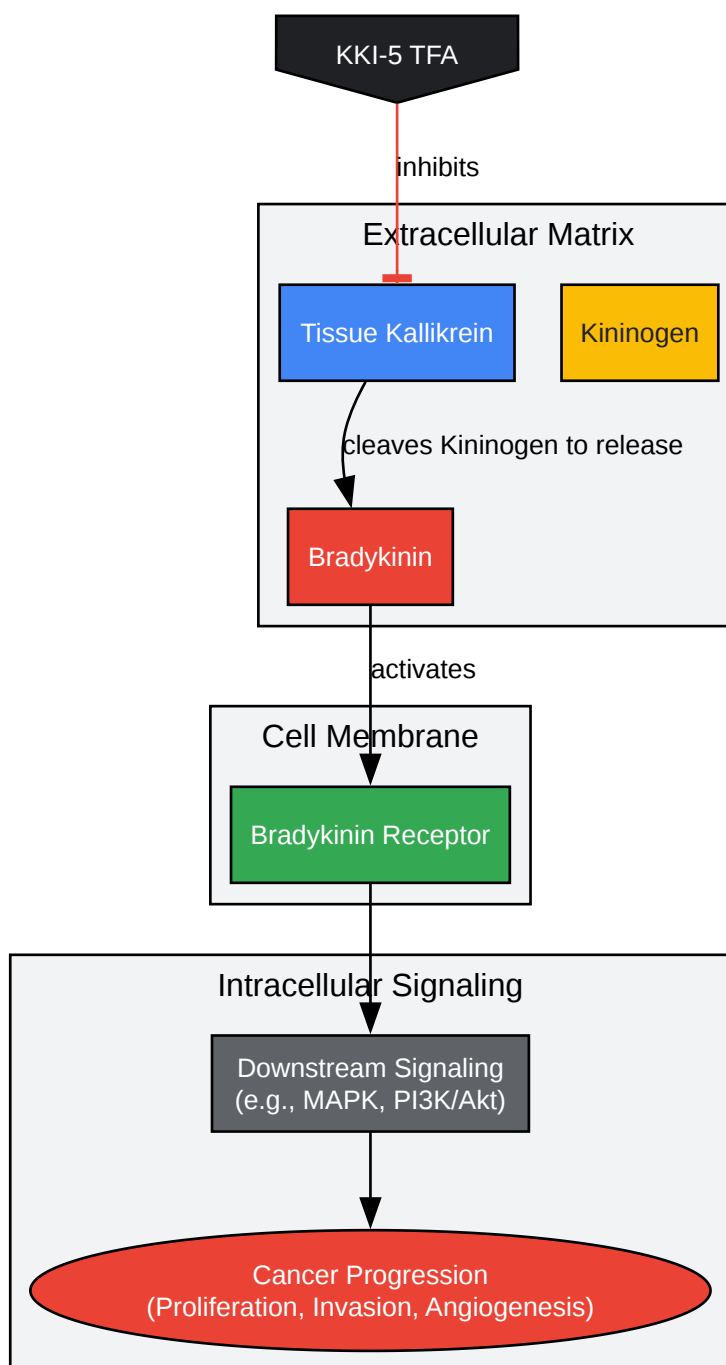 KKI-5 TFA
inhibits
Extracellular Matrix
Tissue Kallikrein
Kininogen
cleaves Kininogen to release
Bradykinin
activates
Cell Membrane
Bradykinin Receptor
Intracellular Signaling
Downstream Signaling
(e.g., MAPK, PI3K/Akt)
Cancer Progression
(Proliferation, Invasion, Angiogenesis)